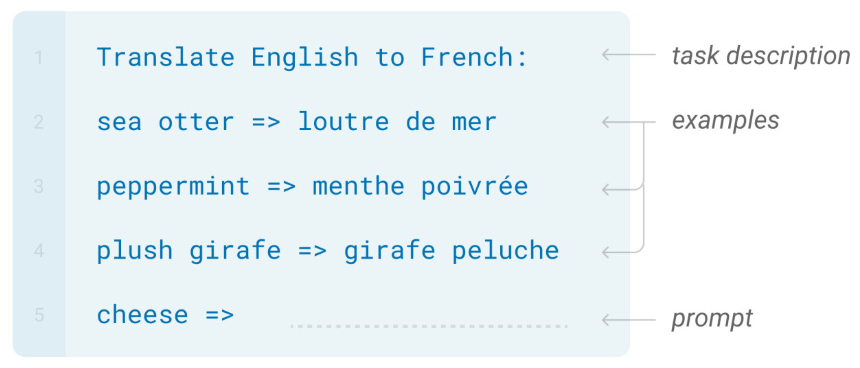 1 Translate English to French: task description
2 sea otter => loutre de mer examples
3 peppermint => menthe poivrée
4 plush girafe => girafe peluche
5 cheese => prompt